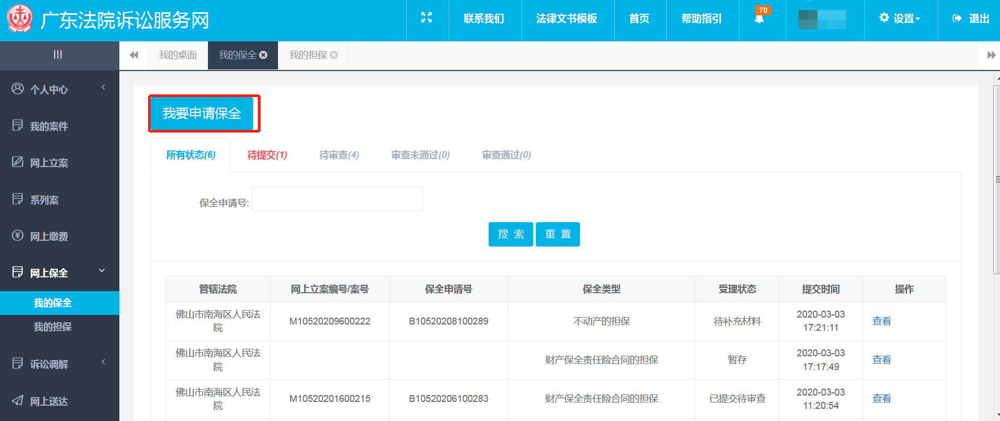 广东法院诉讼服务网
联系我们
法律文书模板
首页
帮助指引
70
设置
退出
我的桌面
我的保全
我的担保
个人中心
我的案件
网上立案
系列案
网上缴费
网上保全
我的保全
我的担保
诉讼调解
网上送达
我要申请保全
所有状态(6)
待提交(1)
待审查(4)
审查未通过(0)
审查通过(0)
保全申请号:
搜 索
重 置
管辖法院 网上立案编号/案号 保全申请号 保全类型 受理状态 提交时间 操作
佛山市南海区人民法
院
M10520209600222
B10520208100289
不动产的担保
待补充材料
2020-03-03
17:21:11
查看
佛山市南海区人民法
院
财产保全责任险合同的担保
暂存
2020-03-03
17:17:49
查看
佛山市南海区人民法
院
M10520201600215
B10520206100283
财产保全责任险合同的担保
已提交待审查
2020-03-03
11:20:54
查看